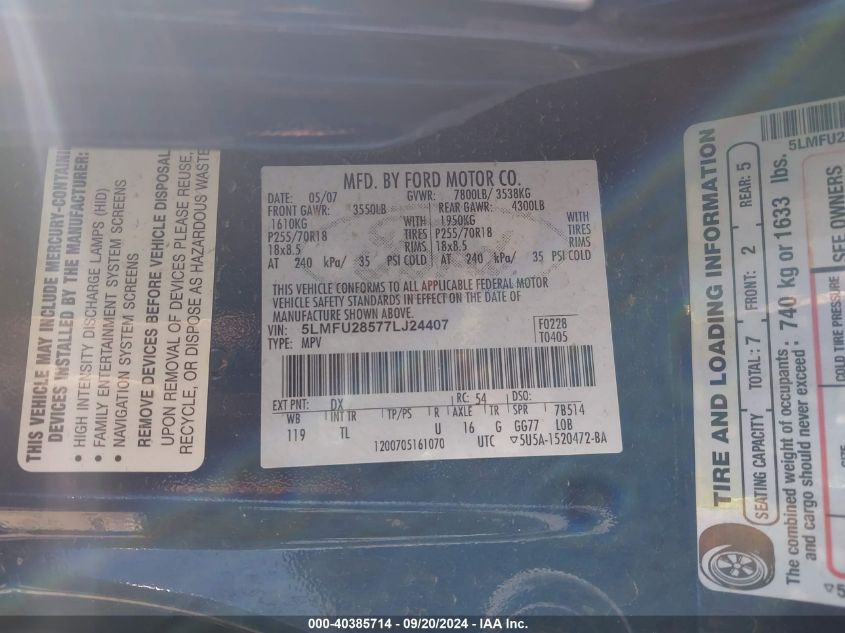 THIS VEHICLE MAY INCLUDE MERCURY-CONTAINI
DEVICES INSTALLED BY THE MANUFACTURER:
• HIGH INTENSITY DISCHARGE LAMPS (HID)
• FAMILY ENTERTAINMENT SYSTEM SCREENS
• NAVIGATION SYSTEM SCREENS
REMOVE DEVICES BEFORE VEHICLE DISPOSAL
UPON REMOVAL OF DEVICES PLEASE REUSE,
RECYCLE, OR DISPOSE AS HAZARDOUS WASTE
MFD. BY FORD MOTOR CO.
DATE: 05/07 GVWR: 7800LB/ 3538KG
FRONT GAWR: 3550LB REAR GAWR: 4300LB
1610KG WITH 1950KG WITH
P255/70R18 TIRES P255/70R18 TIRES
18x8.5 RIMS 18x8.5 RIMS
AT 240 kPa/ 35 PSI COLD AT 240 kPa/ 35 PSI COLD
THIS VEHICLE CONFORMS TO ALL APPLICABLE FEDERAL MOTOR
VEHICLE SAFETY STANDARDS IN EFFECT ON THE DATE OF
MANUFACTURE SHOWN ABOVE.
VIN: 5LMFU28577LJ24407 F0228
TYPE: MPV T0405
EXT PNT: DX RC: 54 DSO:
WB INT TR TP/PS R AXLE TR SPR 7B514
119 TL U 16 G GG77 LOB
1200705161070 UTC ▽5U5A-1520472-BA
5LMFU2
TIRE AND LOADING INFORMATION
SEATING CAPACITY TOTAL: 7 FRONT: 2 REAR: 5
The combined weight of occupants : 740 kg or 1633 lbs.
and cargo should never exceed :
SEE OWNERS
COLD TIRE PRES
000-40385714 - 09/20/2024 - IAA Inc.